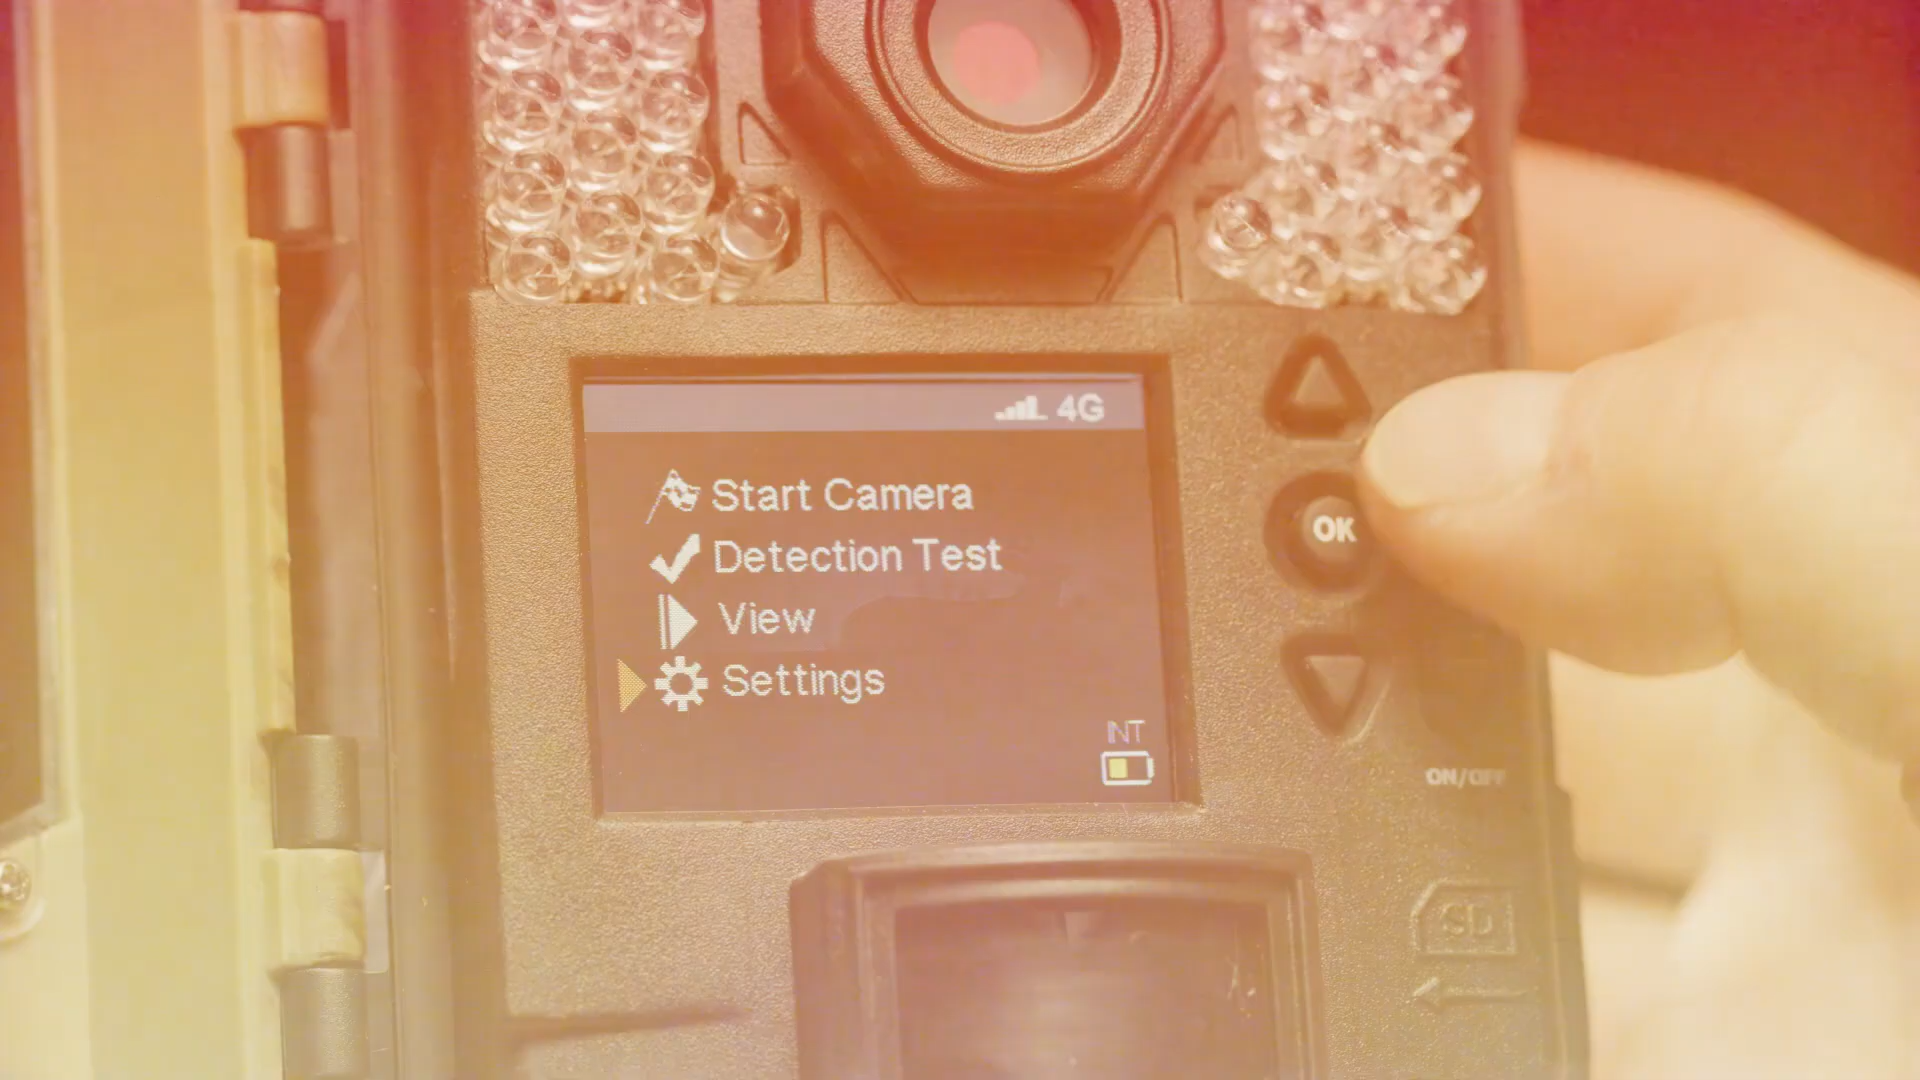 4G
Start Camera
Detection Test
View
Settings
INT
OK
ON/OFF
SD